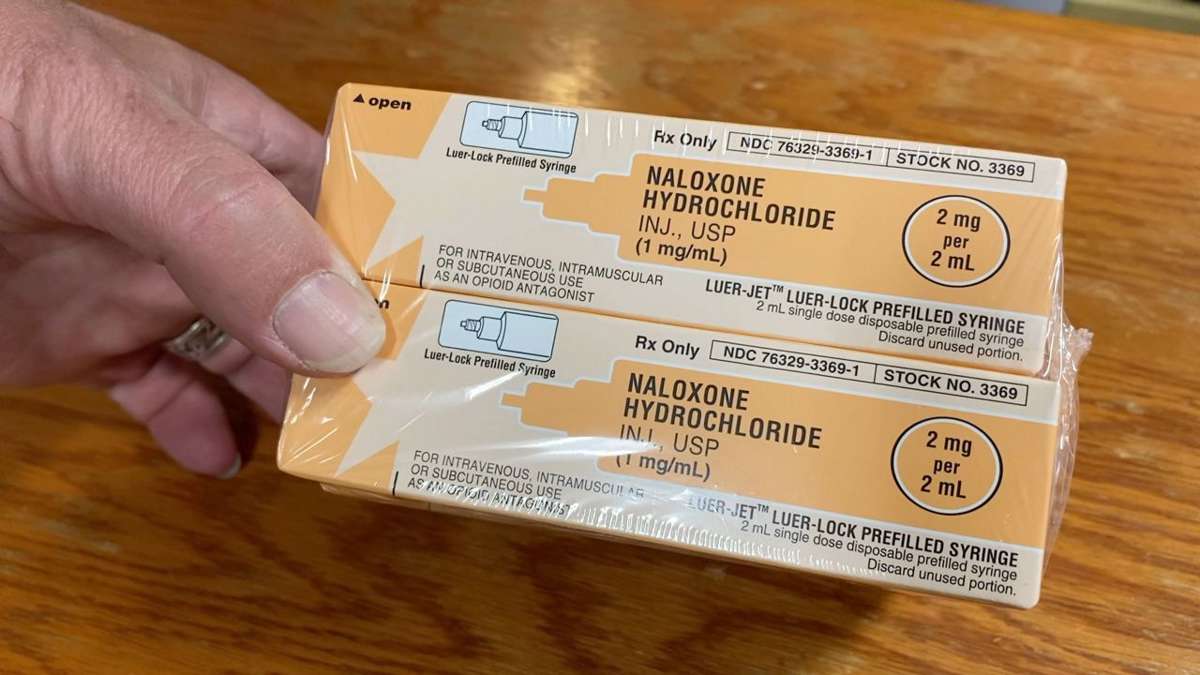 open
Luer-Lock Prefilled Syringe
Rx Only NDC 76329-3369-1 STOCK NO. 3369
NALOXONE
HYDROCHLORIDE
INJ., USP
(1 mg/mL)
2 mg
per
2 mL
FOR INTRAVENOUS, INTRAMUSCULAR
OR SUBCUTANEOUS USE
AS AN OPIOID ANTAGONIST
LUER-JET™ LUER-LOCK PREFILLED SYRINGE
2 mL single dose disposable prefilled syringe
Discard unused portion.
Luer-Lock Prefilled Syringe
Rx Only NDC 76329-3369-1 STOCK NO. 3369
NALOXONE
HYDROCHLORIDE
INJ., USP
(1 mg/mL)
2 mg
per
2 mL
FOR INTRAVENOUS, INTRAMUSCULAR
OR SUBCUTANEOUS USE
AS AN OPIOID ANTAGONIST
LUER-JET™ LUER-LOCK PREFILLED SYRINGE
2 mL single dose disposable prefilled syringe
Discard unused portion.